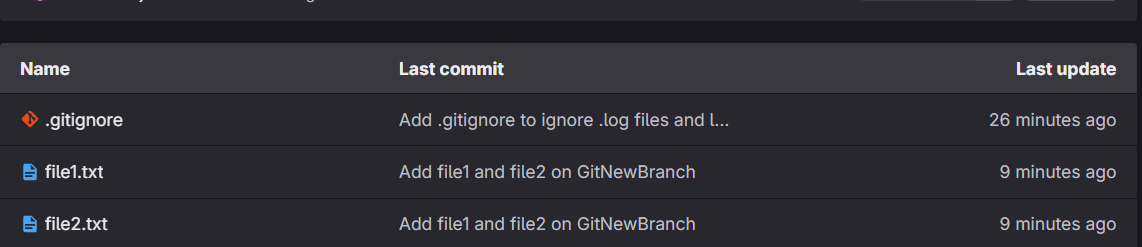 Name Last commit Last update
.gitignore Add .gitignore to ignore .log files and l... 26 minutes ago
file1.txt Add file1 and file2 on GitNewBranch 9 minutes ago
file2.txt Add file1 and file2 on GitNewBranch 9 minutes ago